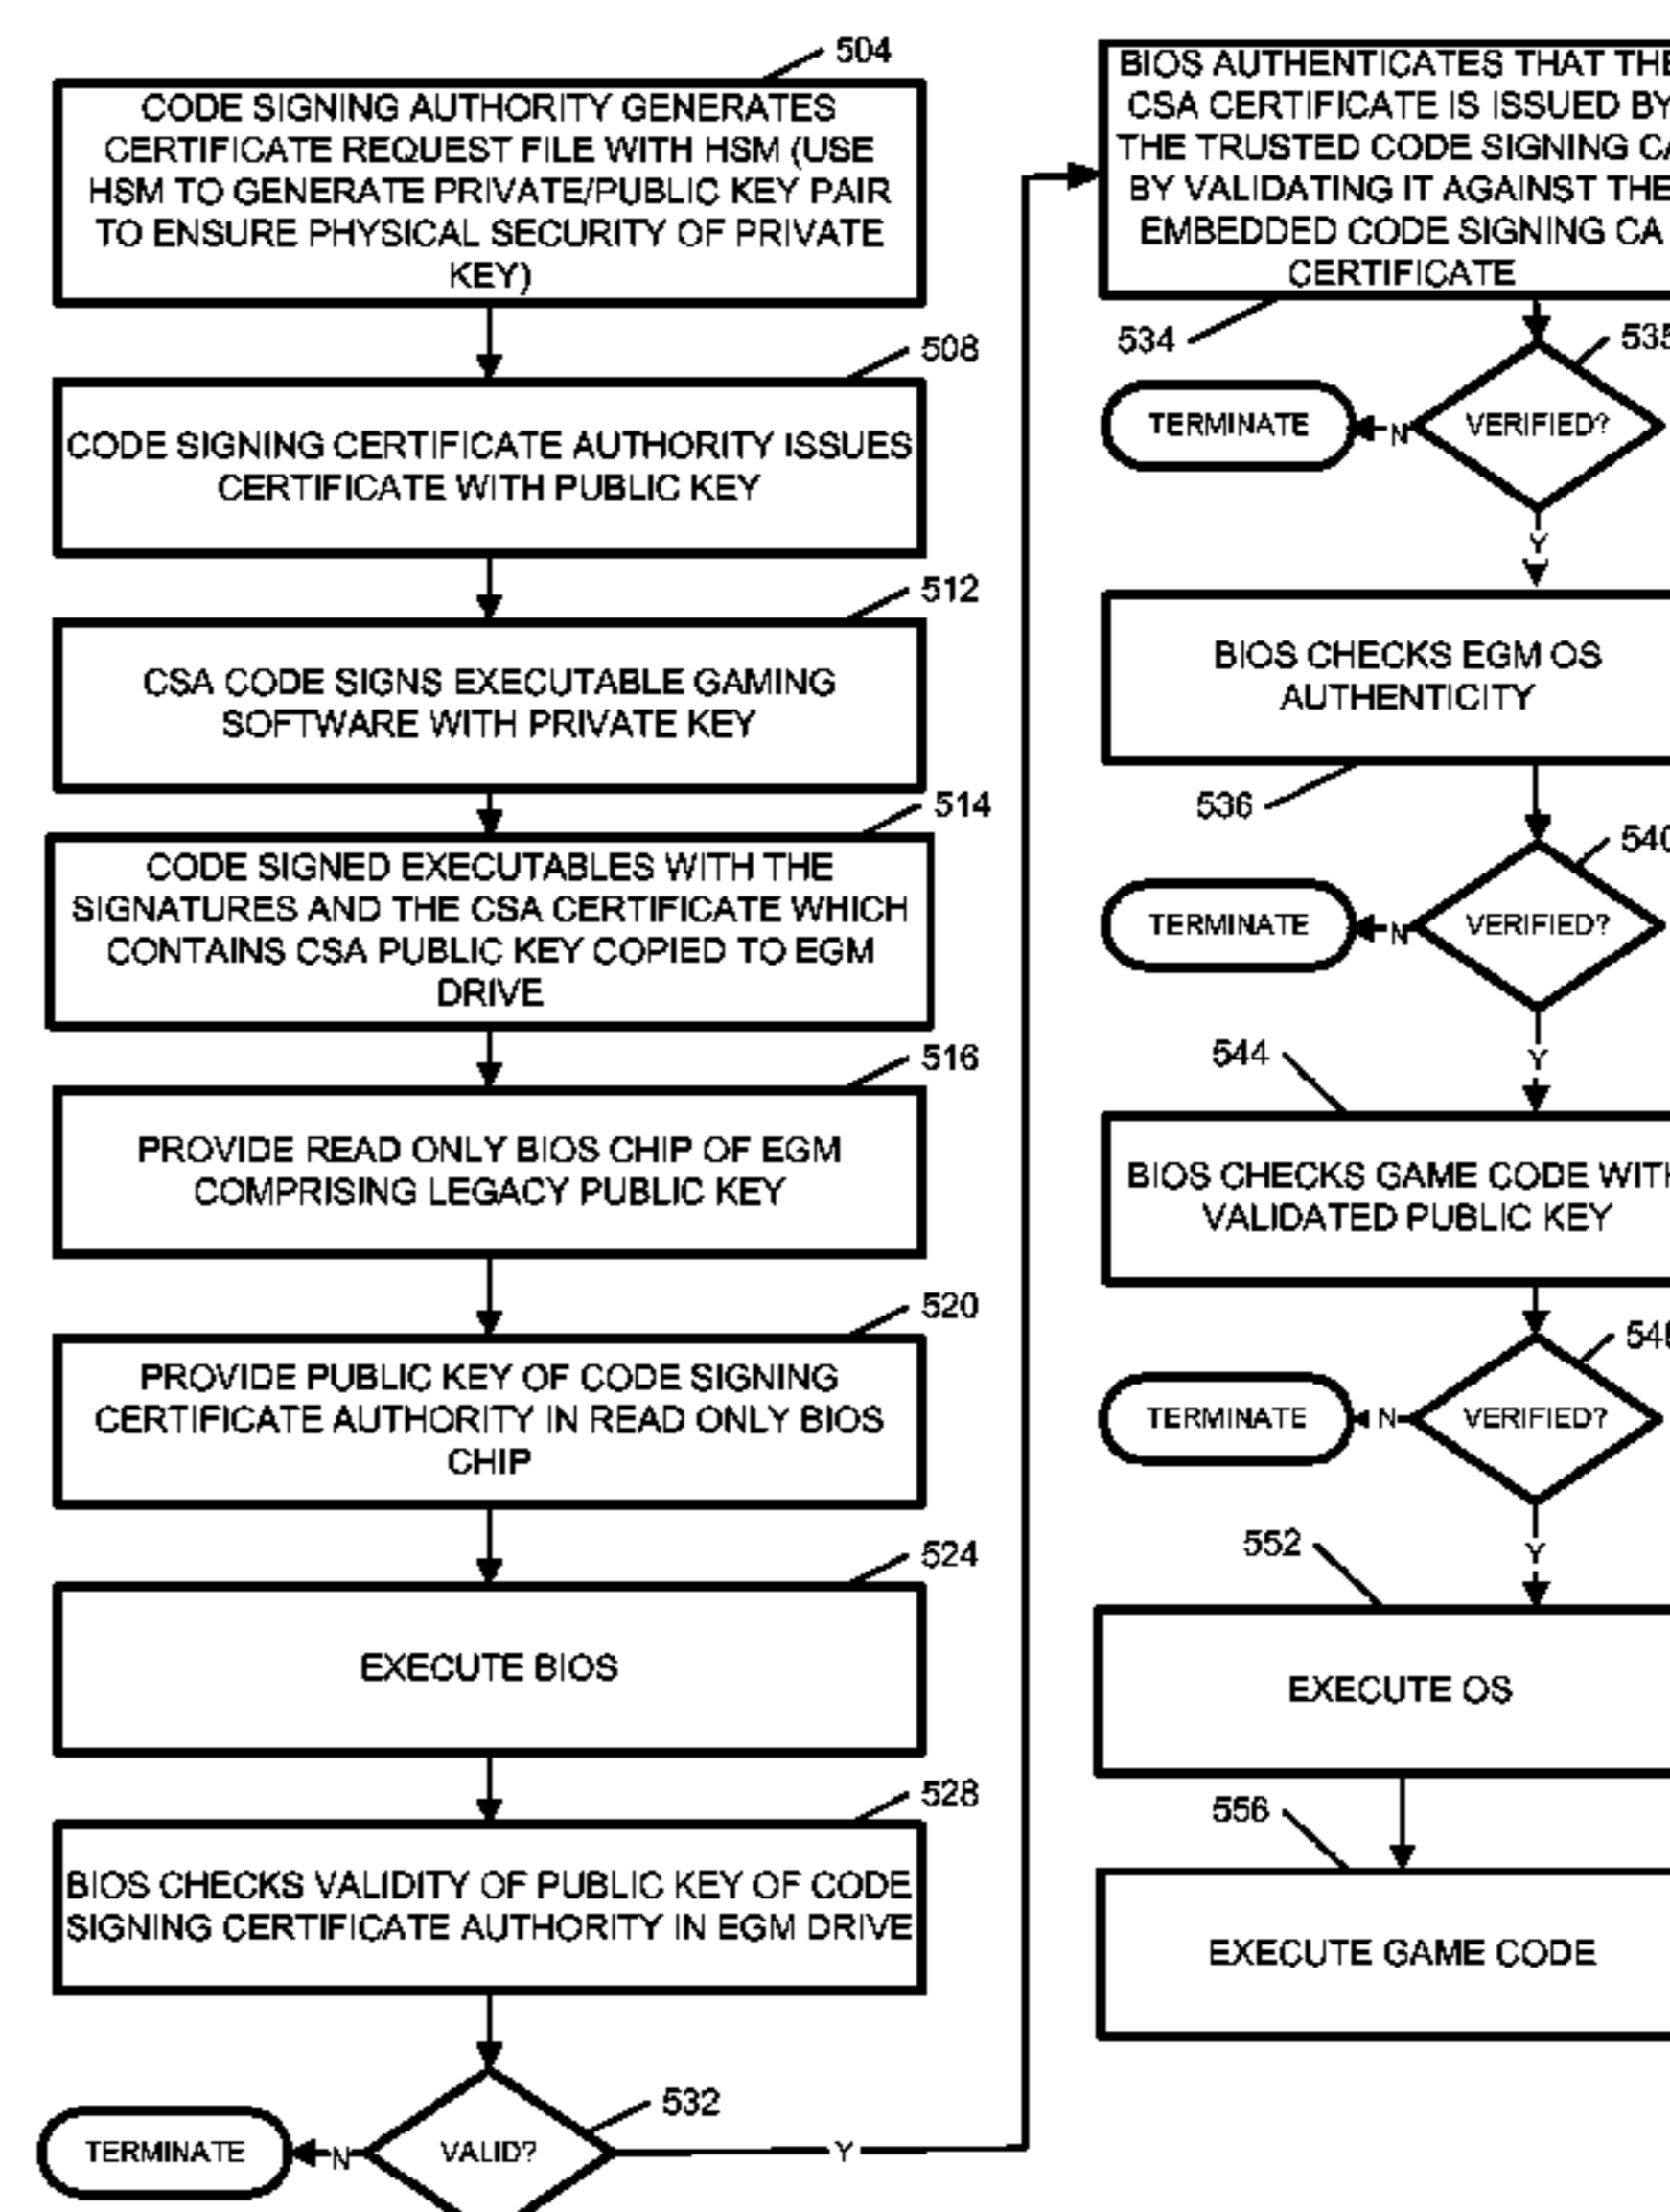 504
CODE SIGNING AUTHORITY GENERATES
CERTIFICATE REQUEST FILE WITH HSM (USE
HSM TO GENERATE PRIVATE/PUBLIC KEY PAIR
TO ENSURE PHYSICAL SECURITY OF PRIVATE
KEY)
508
CODE SIGNING CERTIFICATE AUTHORITY ISSUES
CERTIFICATE WITH PUBLIC KEY
512
CSA CODE SIGNS EXECUTABLE GAMING
SOFTWARE WITH PRIVATE KEY
514
CODE SIGNED EXECUTABLES WITH THE
SIGNATURES AND THE CSA CERTIFICATE WHICH
CONTAINS CSA PUBLIC KEY COPIED TO EGM
DRIVE
516
PROVIDE READ ONLY BIOS CHIP OF EGM
COMPRISING LEGACY PUBLIC KEY
520
PROVIDE PUBLIC KEY OF CODE SIGNING
CERTIFICATE AUTHORITY IN READ ONLY BIOS
CHIP
524
EXECUTE BIOS
528
BIOS CHECKS VALIDITY OF PUBLIC KEY OF CODE
SIGNING CERTIFICATE AUTHORITY IN EGM DRIVE
532
TERMINATE
N
VALID?
Y
BIOS AUTHENTICATES THAT THE
CSA CERTIFICATE IS ISSUED BY
THE TRUSTED CODE SIGNING CA
BY VALIDATING IT AGAINST THE
EMBEDDED CODE SIGNING CA
CERTIFICATE
534
535
TERMINATE
N
VERIFIED?
Y
BIOS CHECKS EGM OS
AUTHENTICITY
536
540
TERMINATE
N
VERIFIED?
Y
544
BIOS CHECKS GAME CODE WITH
VALIDATED PUBLIC KEY
TERMINATE
N
VERIFIED?
Y
552
EXECUTE OS
556
EXECUTE GAME CODE